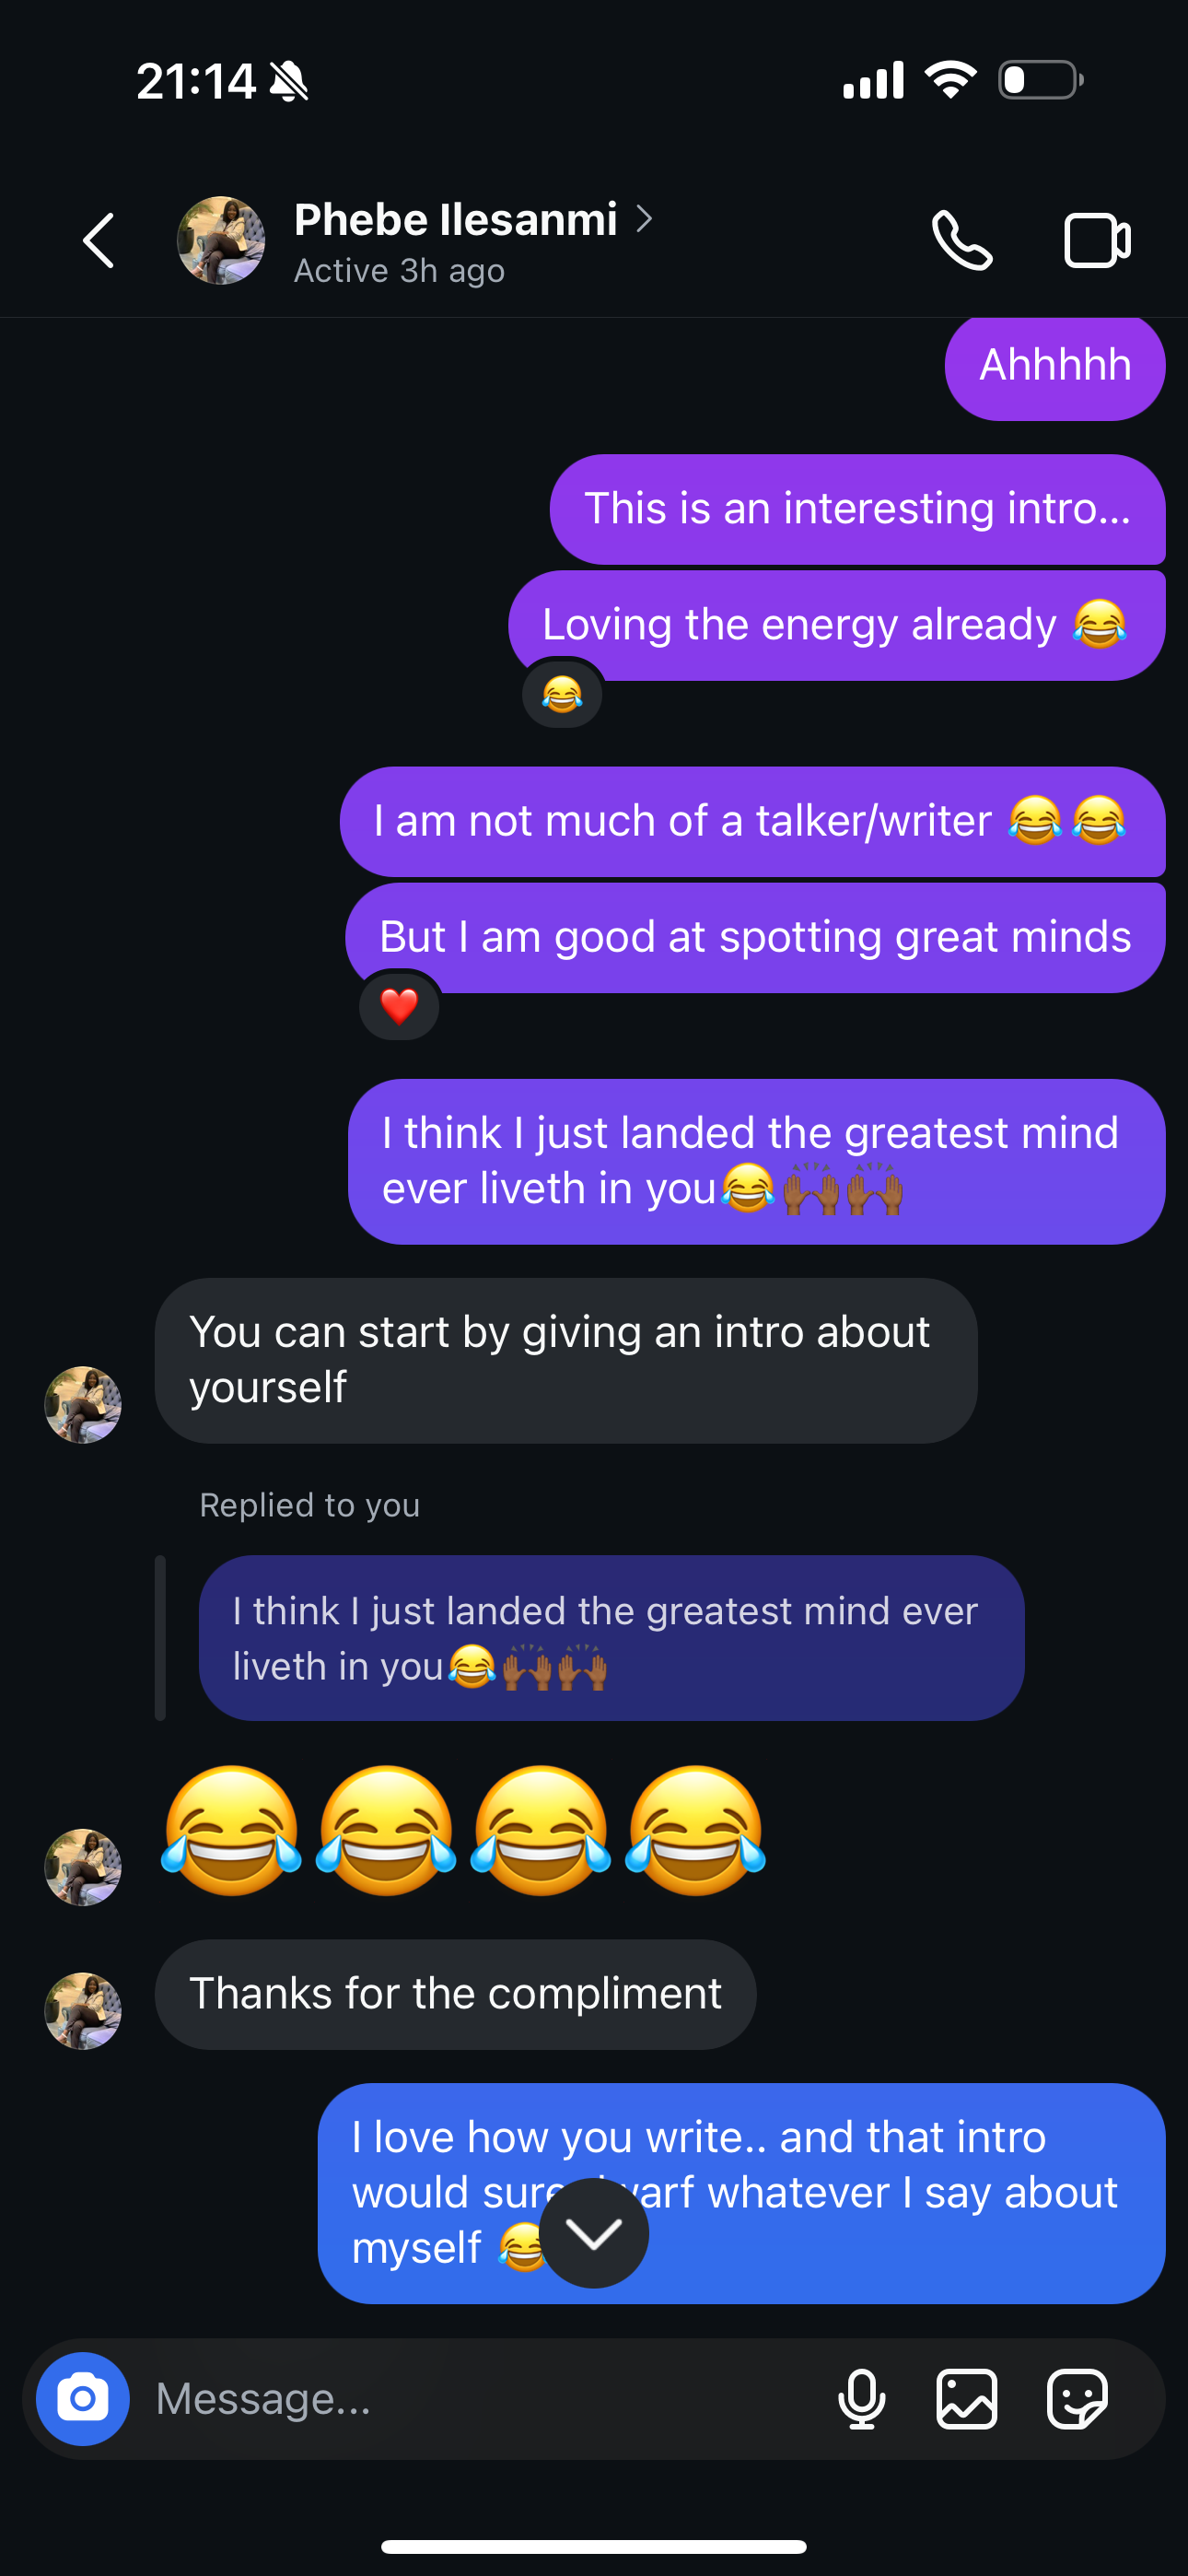 21:14
Phebe Ilesanmi
Active 3h ago
Ahhhhh
This is an interesting intro...
Loving the energy already 😂
😂
I am not much of a talker/writer 😂😂
But I am good at spotting great minds
❤️
I think I just landed the greatest mind
ever liveth in you😂🙌🏾🙌🏾
You can start by giving an intro about
yourself
Replied to you
I think I just landed the greatest mind ever
liveth in you😂🙌🏾🙌🏾
😂😂😂😂
Thanks for the compliment
I love how you write.. and that intro
would whatever I say about
myself 😂
Message...